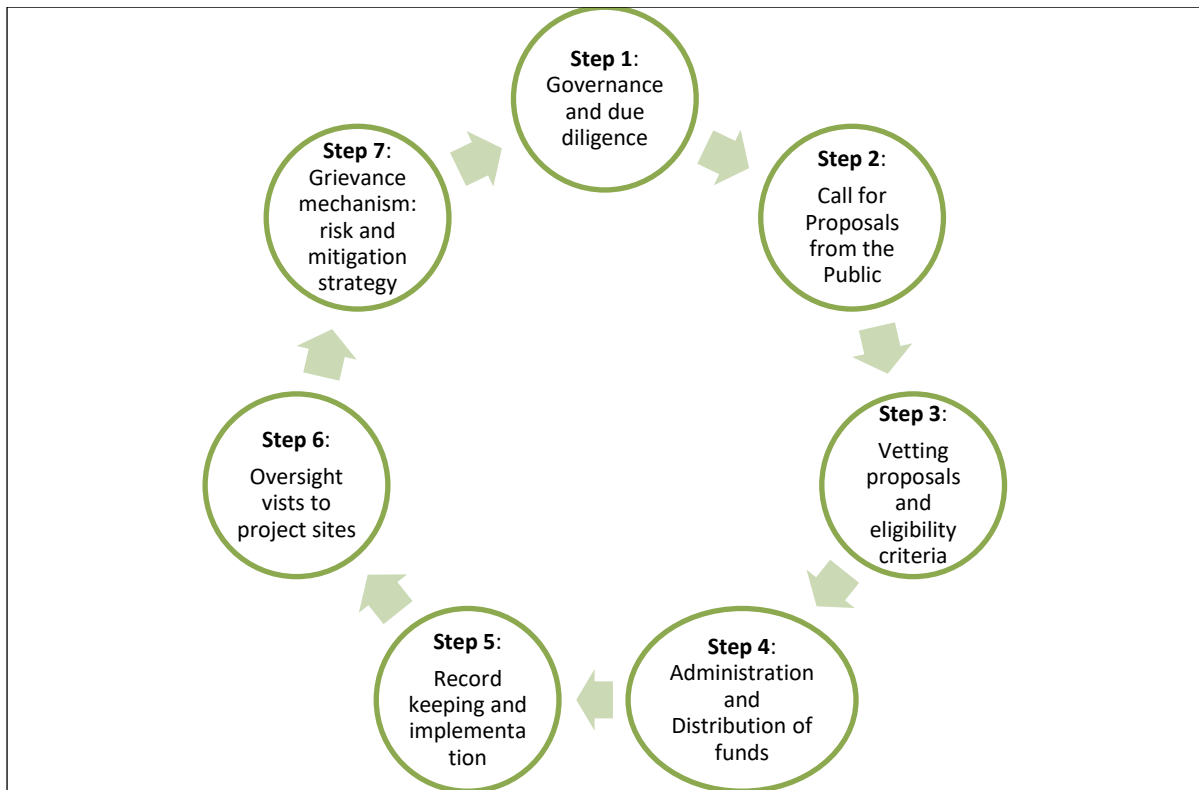 Step 1:
Governance
and due
diligence
Step 2:
Call for
Proposals
from the
Public
Step 3:
Vetting
proposals
and
eligibility
criteria
Step 4:
Administration
and
Distribution of
funds
Step 5:
Record
keeping and
implementa
tion
Step 6:
Oversight
vists to
project sites
Step 7:
Grievance
mechanism:
risk and
mitigation
strategy